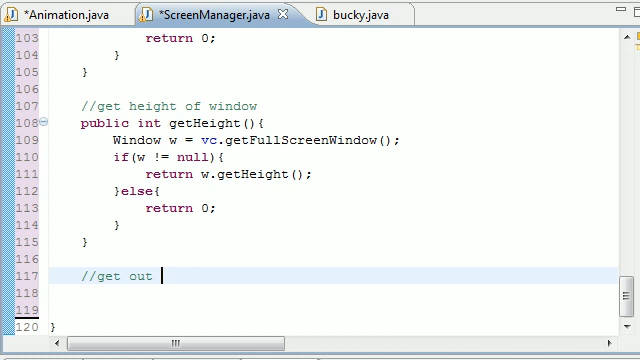 *Animation.java
*ScreenManager.java
bucky.java
103 return 0;
104 }
105 }
106
107 //get height of window
108 public int getHeight(){
109 Window w = vc.getFullScreenWindow();
110 if(w != null){
111 return w.getHeight();
112 }else{
113 return 0;
114 }
115 }
116
117 //get out
118
119
120 }